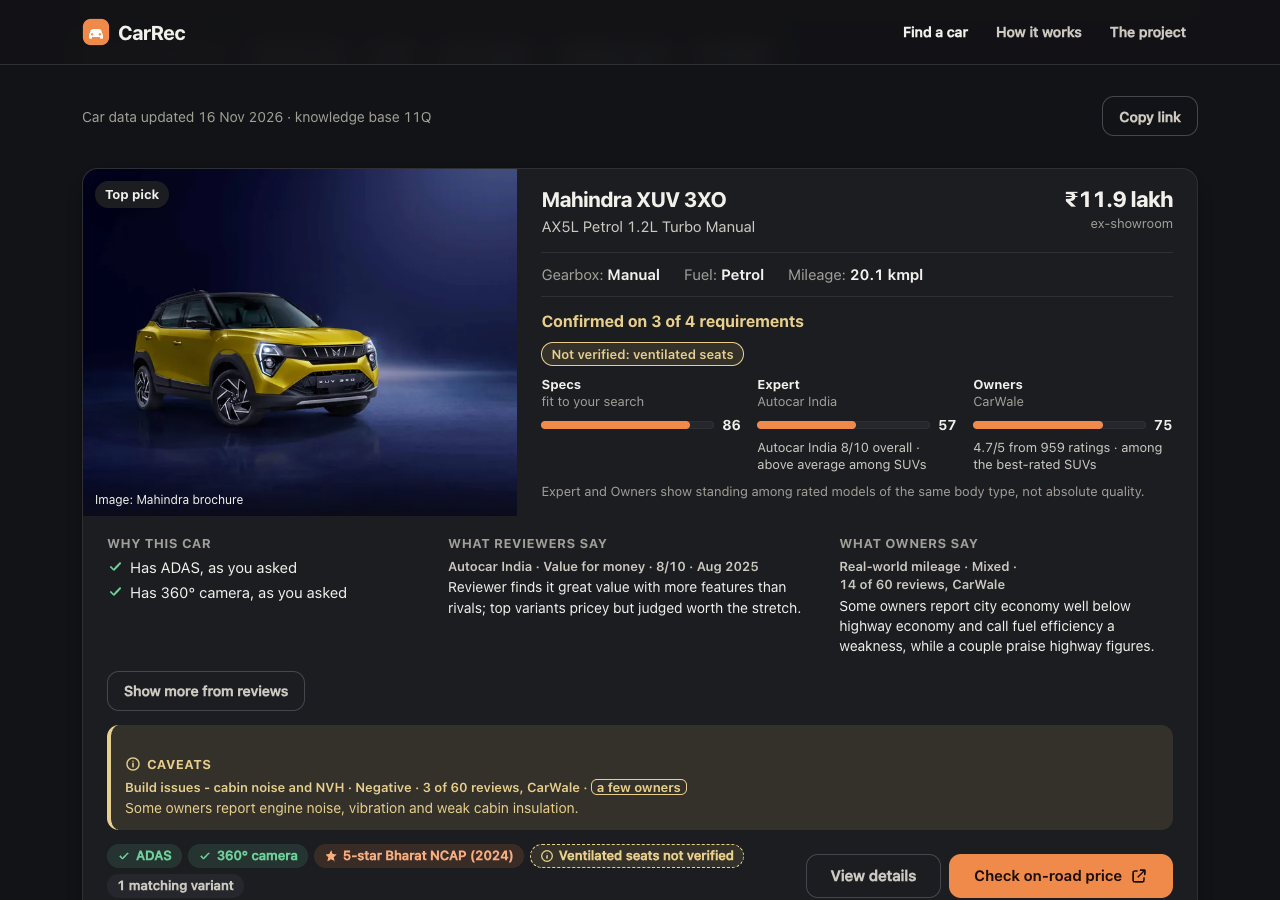 CarRec
Find a car
How it works
The project
Car data updated 16 Nov 2026 · knowledge base 11Q
Copy link
Top pick
XUV 3XO
Image: Mahindra brochure
Mahindra XUV 3XO
₹11.9 lakh
AX5L Petrol 1.2L Turbo Manual
ex-showroom
Gearbox: Manual
Fuel: Petrol
Mileage: 20.1 kmpl
Confirmed on 3 of 4 requirements
Not verified: ventilated seats
Specs
fit to your search
86
Expert
Autocar India
57
Autocar India 8/10 overall ·
above average among SUVs
Owners
CarWale
75
4.7/5 from 959 ratings · among
the best-rated SUVs
Expert and Owners show standing among rated models of the same body type, not absolute quality.
WHY THIS CAR
Has ADAS, as you asked
Has 360° camera, as you asked
WHAT REVIEWERS SAY
Autocar India · Value for money · 8/10 · Aug 2025
Reviewer finds it great value with more features than
rivals; top variants pricey but judged worth the stretch.
WHAT OWNERS SAY
Real-world mileage · Mixed ·
14 of 60 reviews, CarWale
Some owners report city economy well below
highway economy and call fuel efficiency a
weakness, while a couple praise highway figures.
Show more from reviews
CAVEATS
Build issues - cabin noise and NVH · Negative · 3 of 60 reviews, CarWale · a few owners
Some owners report engine noise, vibration and weak cabin insulation.
ADAS
360° camera
5-star Bharat NCAP (2024)
Ventilated seats not verified
1 matching variant
View details
Check on-road price